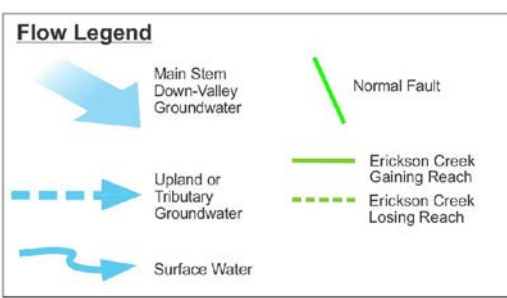 Flow Legend
Main Stem
Down-Valley
Groundwater
Upland or
Tributary
Groundwater
Surface Water
Normal Fault
Erickson Creek
Gaining Reach
Erickson Creek
Losing Reach